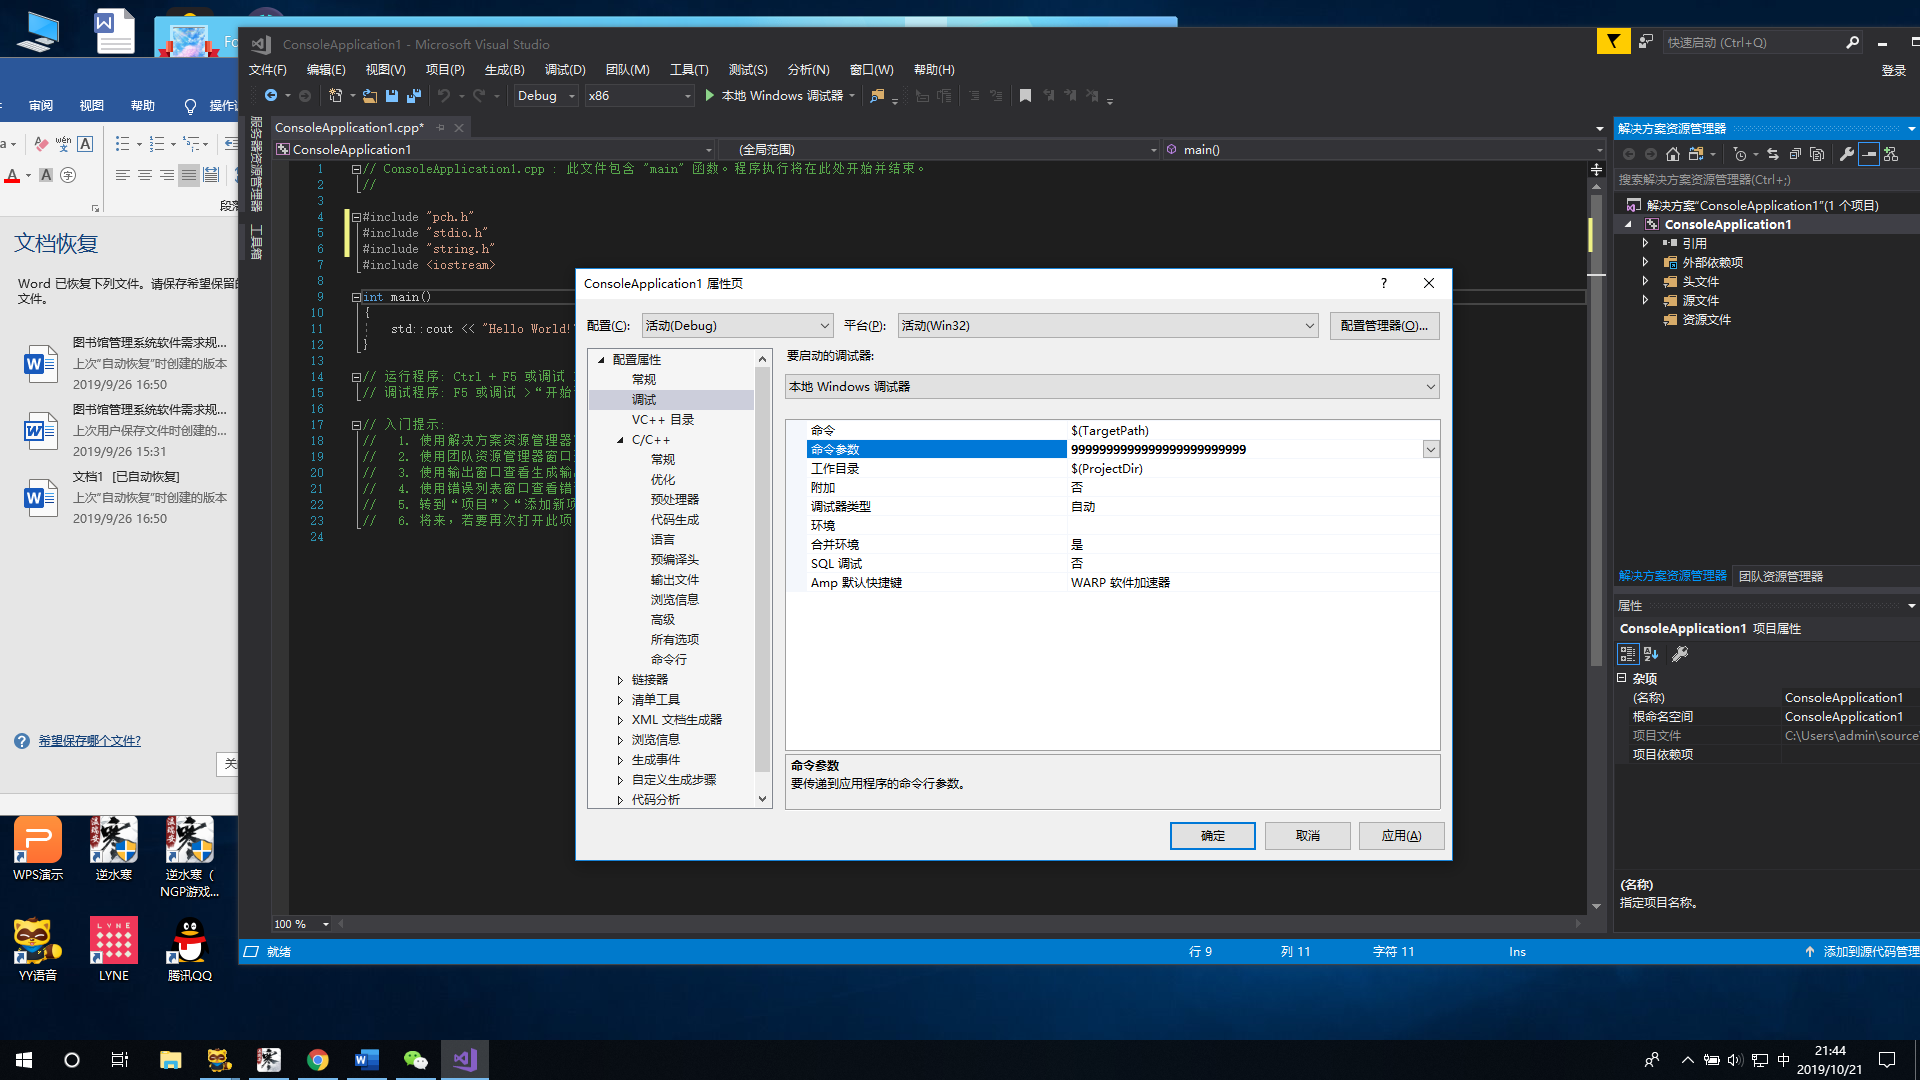 ConsoleApplication1 - Microsoft Visual Studio
快速启动 (Ctrl+Q)
文件(F) 编辑(E) 视图(V) 项目(P) 生成(B) 调试(D) 团队(M) 工具(T) 测试(S) 分析(N) 窗口(W) 帮助(H)
登录
Debug x86 本地 Windows 调试器
服务器资源管理器
工具箱
ConsoleApplication1.cpp*
ConsoleApplication1 (全局范围) main()
1 // ConsoleApplication1.cpp : 此文件包含 "main" 函数。程序执行将在此处开始并结束。
2 //
3
4 #include "pch.h"
5 #include "stdio.h"
6 #include "string.h"
7 #include <iostream>
8
9 int main()
10 {
11 std::cout << "Hello World!
12 }
13
14 // 运行程序: Ctrl + F5 或调试
15 // 调试程序: F5 或调试 >“开始
16
17 // 入门提示:
18 // 1. 使用解决方案资源管理器
19 // 2. 使用团队资源管理器窗口
20 // 3. 使用输出窗口查看生成输
21 // 4. 使用错误列表窗口查看错
22 // 5. 转到“项目”>“添加新项
23 // 6. 将来，若要再次打开此项
24
100 %
就绪 行 9 列 11 字符 11 Ins 添加到源代码管理
ConsoleApplication1 属性页 ?
配置(C): 活动(Debug) 平台(P): 活动(Win32) 配置管理器(O)...
配置属性
常规
调试
VC++ 目录
C/C++
常规
优化
预处理器
代码生成
语言
预编译头
输出文件
浏览信息
高级
所有选项
命令行
链接器
清单工具
XML 文档生成器
浏览信息
生成事件
自定义生成步骤
代码分析
要启动的调试器:
本地 Windows 调试器
命令 $(TargetPath)
命令参数
工作目录 $(ProjectDir)
附加 否
调试器类型 自动
环境
合并环境 是
SQL 调试 否
Amp 默认快捷键 WARP 软件加速器
命令参数
要传递到应用程序的命令行参数。
确定 取消 应用(A)
解决方案资源管理器
搜索解决方案资源管理器(Ctrl+;)
解决方案"ConsoleApplication1"(1 个项目)
ConsoleApplication1
引用
外部依赖项
头文件
源文件
资源文件
解决方案资源管理器 团队资源管理器
属性
ConsoleApplication1 项目属性
杂项
(名称) ConsoleApplication1
根命名空间 ConsoleApplication1
项目文件 C:\Users\admin\source
项目依赖项
(名称)
指定项目名称。
审阅 视图 帮助 操作
段落
文档恢复
Word 已恢复下列文件。请保存希望保留的
文件。
图书馆管理系统软件需求规...
上次“自动恢复”时创建的版本
2019/9/26 16:50
图书馆管理系统软件需求规...
上次用户保存文件时创建的...
2019/9/26 15:31
文档1 [已自动恢复]
上次“自动恢复”时创建的版本
2019/9/26 16:50
希望保存哪个文件?
关
WPS演示 逆水寒 逆水寒（
NGP游戏...
YY语音 LYNE 腾讯QQ
中
21:44
2019/10/21